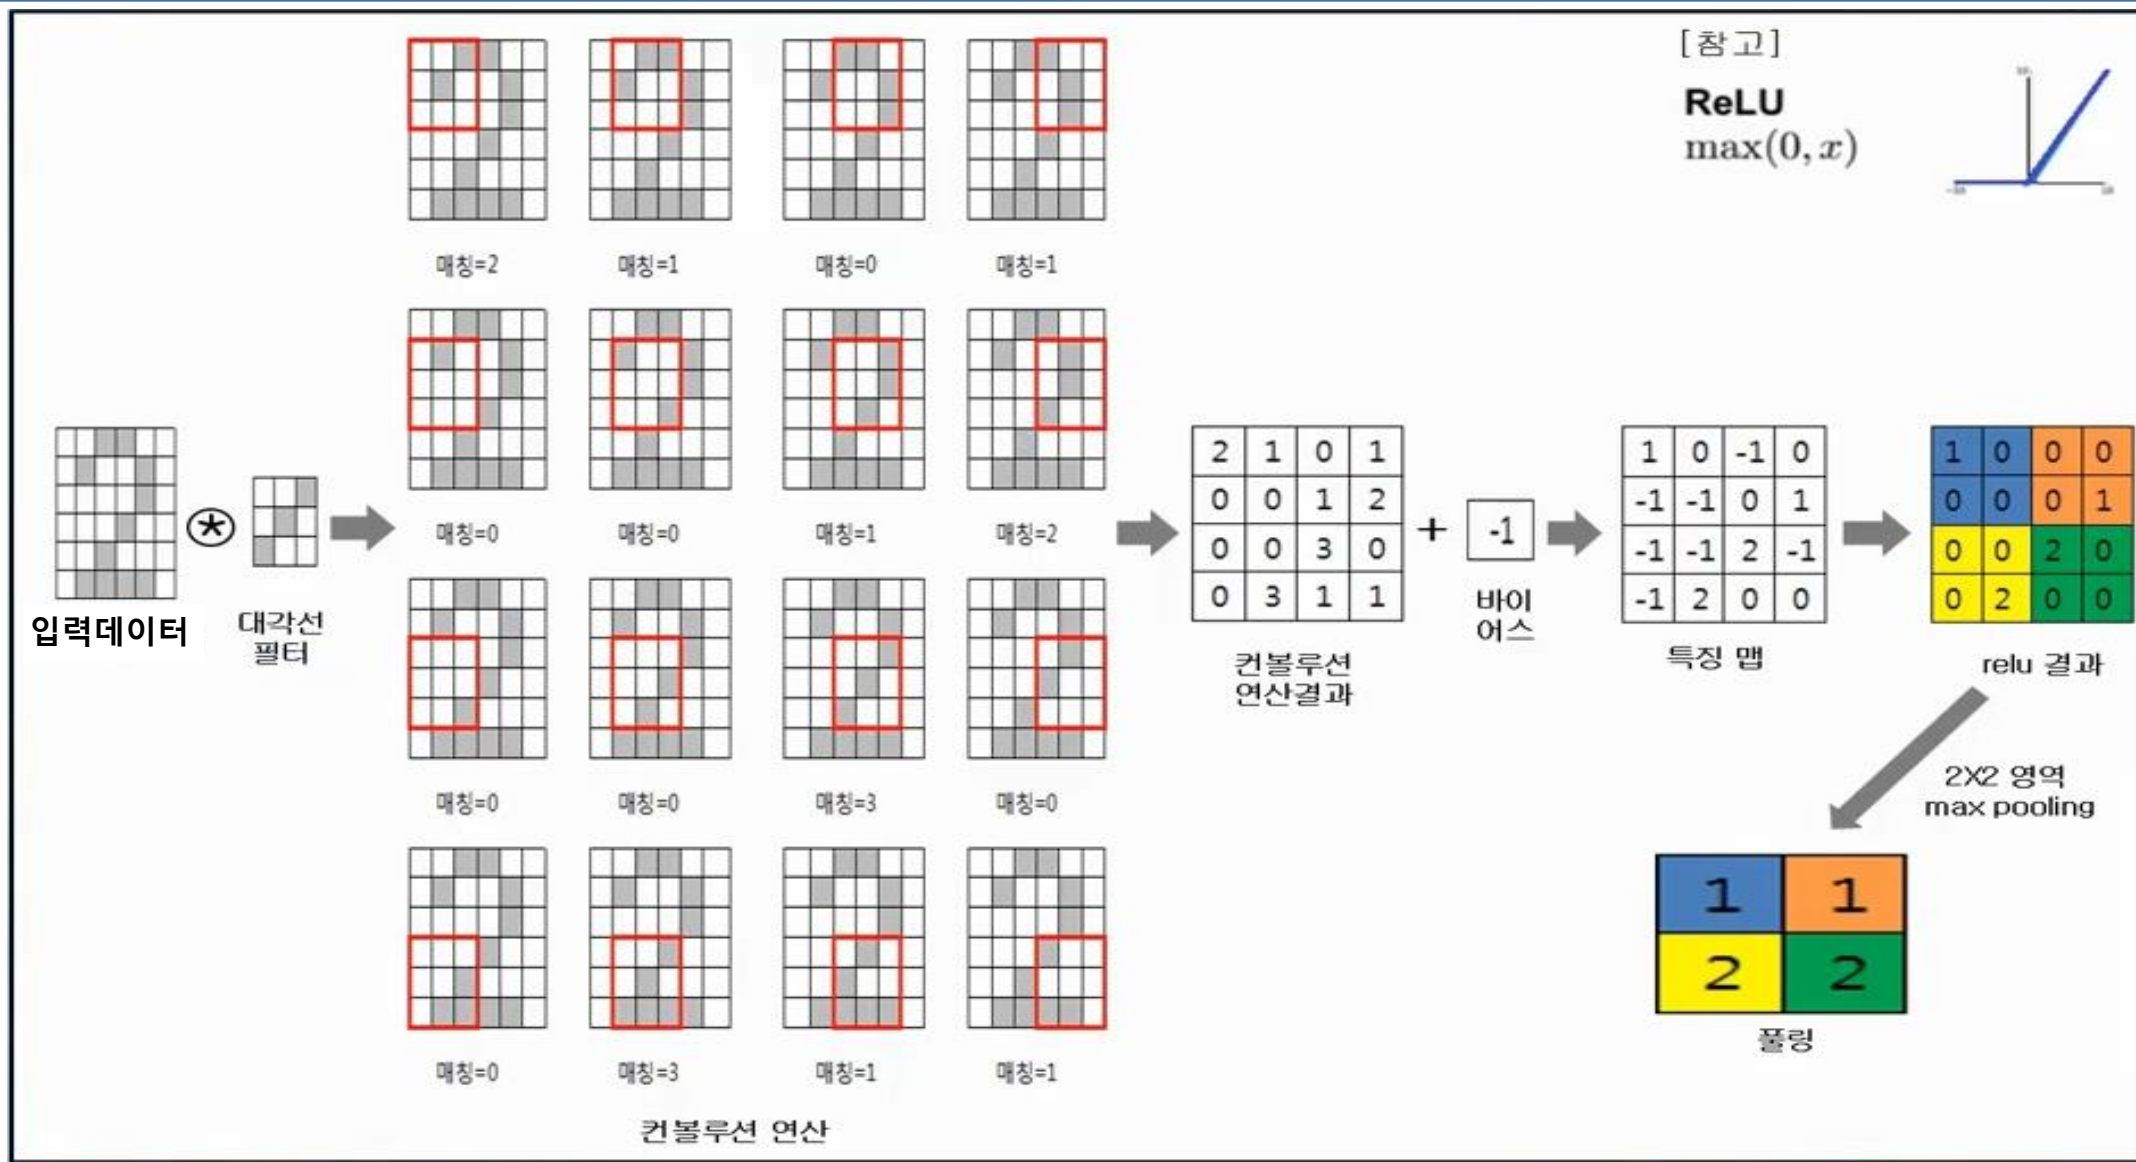 [참고]
ReLU
max(0, x)
10
-10
10
매칭=2
매칭=1
매칭=0
매칭=1
매칭=0
매칭=0
매칭=1
매칭=2
매칭=0
매칭=0
매칭=3
매칭=0
매칭=0
매칭=3
매칭=1
매칭=1
컨볼루션 연산
입력데이터
대각선
필터
2 1 0 1
0 0 1 2
0 0 3 0
0 3 1 1
컨볼루션
연산결과
+
-1
바이
어스
1 0 -1 0
-1 -1 0 1
-1 -1 2 -1
-1 2 0 0
특징 맵
1 0 0 0
0 0 0 1
0 0 2 0
0 2 0 0
relu 결과
2X2 영역
max pooling
1 1
2 2
풀링